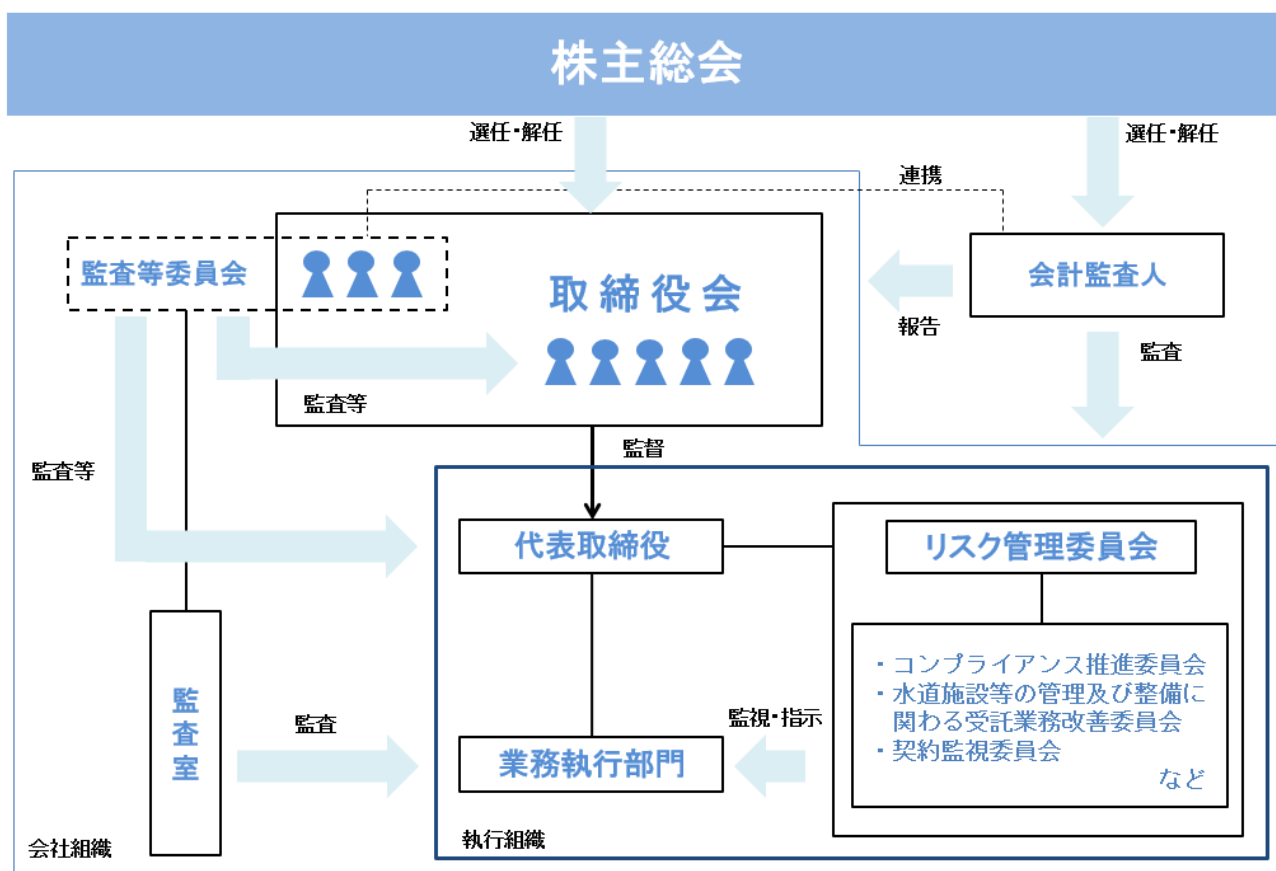 株主総会
選任・解任
選任・解任
連携
監査等委員会
取締役会
会計監査人
報告
監査
監査等
監督
監査等
代表取締役
リスク管理委員会
・コンプライアンス推進委員会
・水道施設等の管理及び整備に
関わる受託業務改善委員会
・契約監視委員会
など
監査室
監査
監視・指示
業務執行部門
執行組織
会社組織